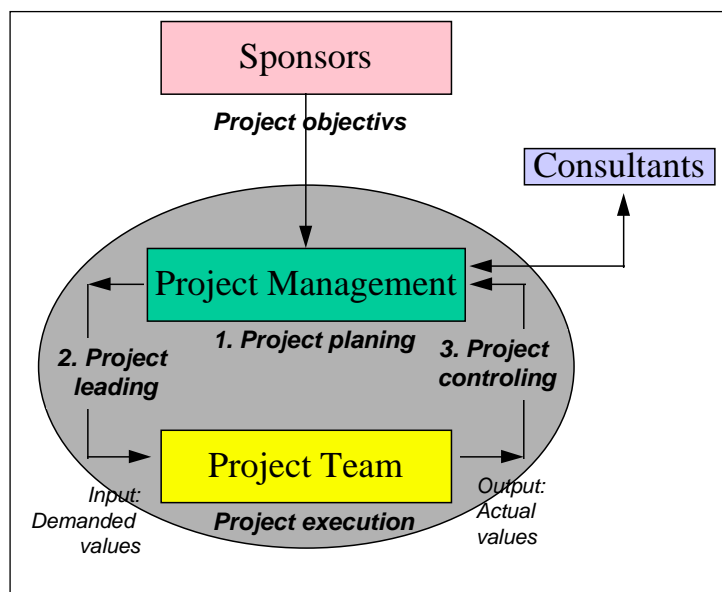 Sponsors
Project objectivs
Consultants
Project Management
1. Project planing
2. Project
leading
3. Project
controling
Project Team
Input:
Demanded
values
Project execution
Output:
Actual
values